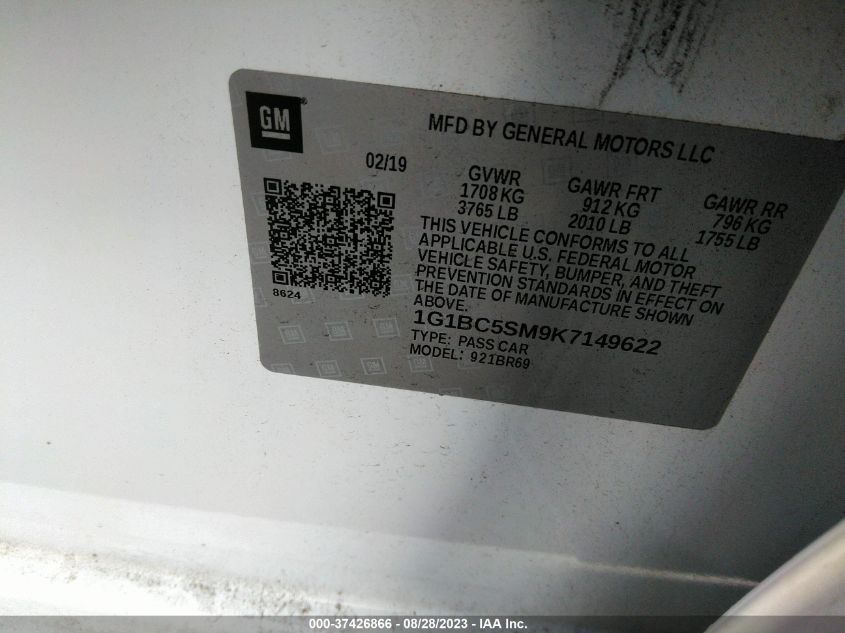 GM ®
MFD BY GENERAL MOTORS LLC
02/19
GVWR
1708 KG
3765 LB
GAWR FRT
912 KG
2010 LB
GAWR RR
796 KG
1755 LB
THIS VEHICLE CONFORMS TO ALL
APPLICABLE U.S. FEDERAL MOTOR
VEHICLE SAFETY, BUMPER, AND THEFT
PREVENTION STANDARDS IN EFFECT ON
THE DATE OF MANUFACTURE SHOWN
ABOVE.
8624
1G1BC5SM9K7149622
TYPE: PASS CAR
MODEL: 921BR69
000-37426866 - 08/28/2023 - IAA Inc.